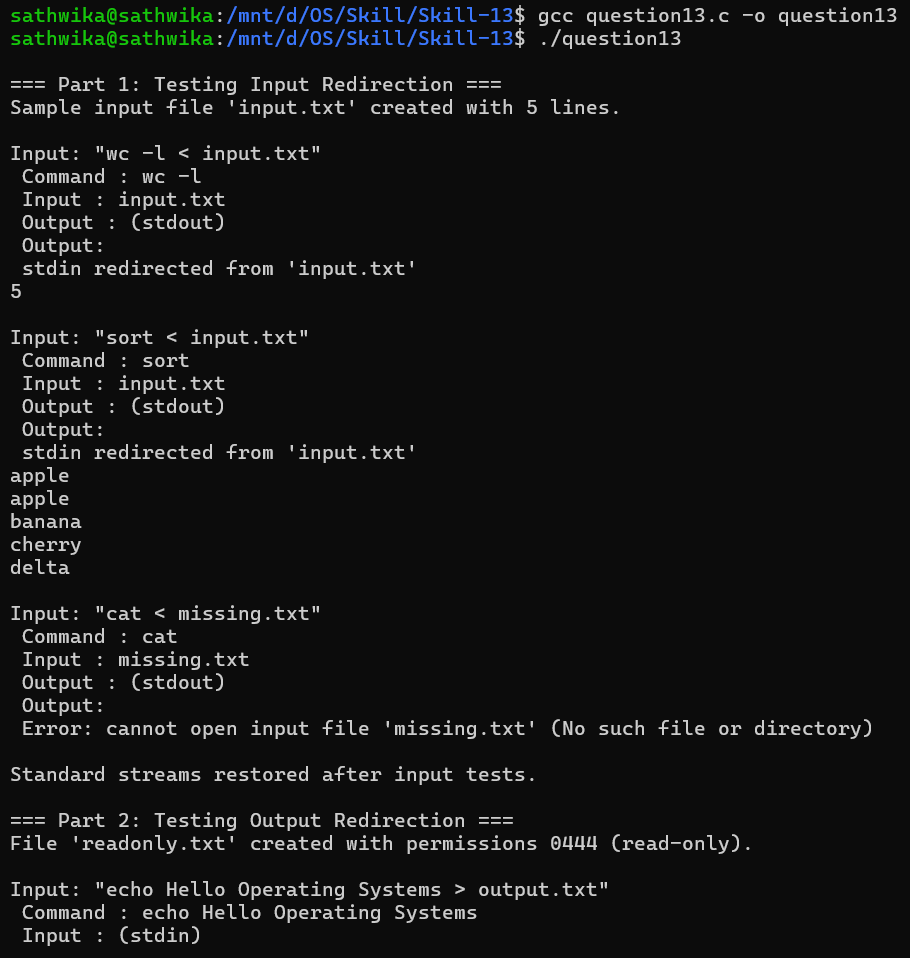 sathwika@sathwika:/mnt/d/OS/Skill/Skill-13$ gcc question13.c -o question13
sathwika@sathwika:/mnt/d/OS/Skill/Skill-13$ ./question13
=== Part 1: Testing Input Redirection ===
Sample input file 'input.txt' created with 5 lines.
Input: "wc -l < input.txt"
Command : wc -l
Input : input.txt
Output : (stdout)
Output:
stdin redirected from 'input.txt'
5
Input: "sort < input.txt"
Command : sort
Input : input.txt
Output : (stdout)
Output:
stdin redirected from 'input.txt'
apple
apple
banana
cherry
delta
Input: "cat < missing.txt"
Command : cat
Input : missing.txt
Output : (stdout)
Output:
Error: cannot open input file 'missing.txt' (No such file or directory)
Standard streams restored after input tests.
=== Part 2: Testing Output Redirection ===
File 'readonly.txt' created with permissions 0444 (read-only).
Input: "echo Hello Operating Systems > output.txt"
Command : echo Hello Operating Systems
Input : (stdin)